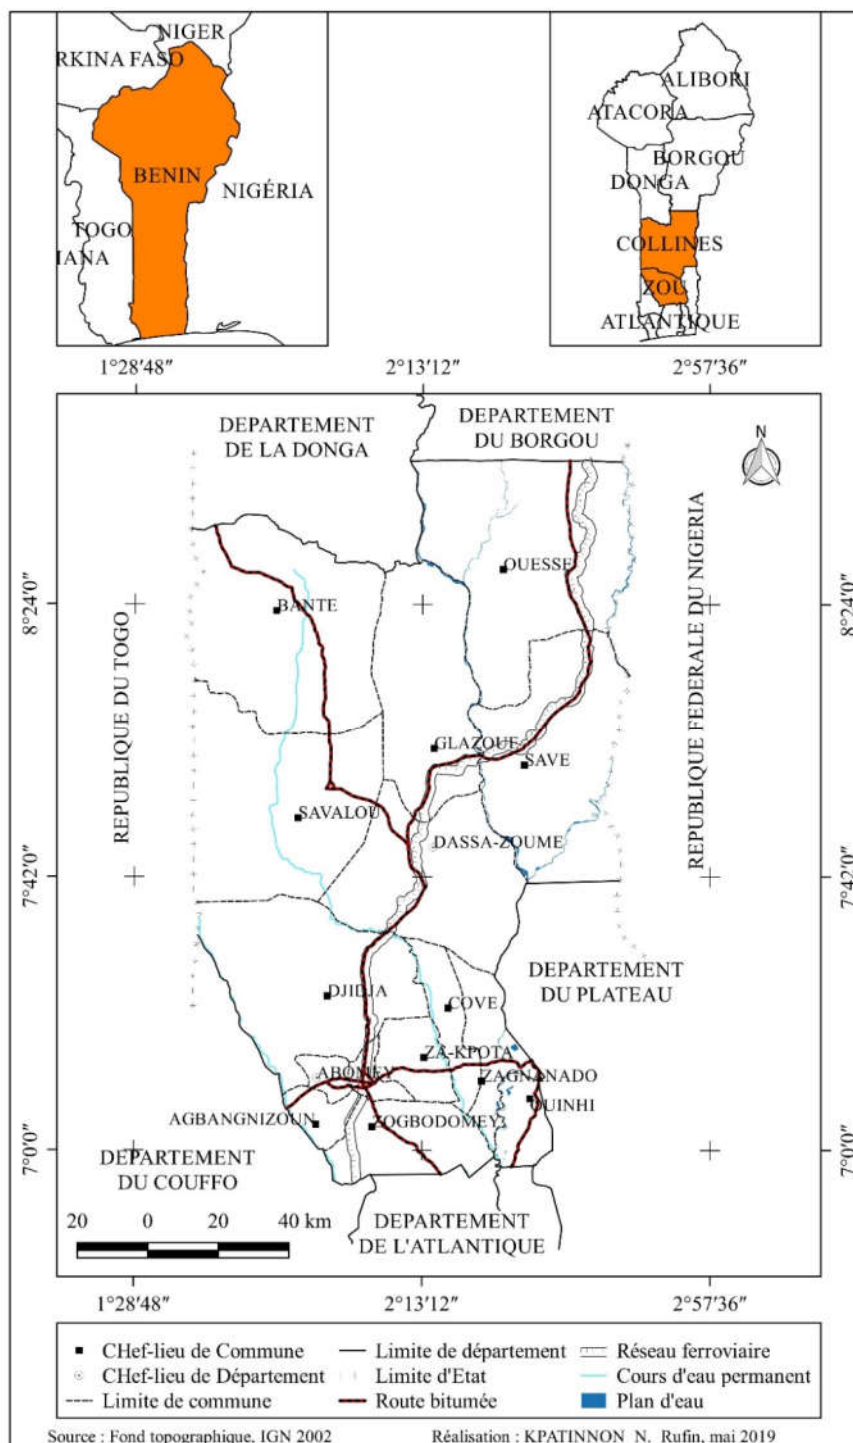 NIGER
RKINA FASO
BENIN
NIGÉRIA
TOGO
IANA
ALIBORI
ATACORA
BORGOU
DONGA
COLLINES
ZOU
ATLANTIQUE
1°28'48" 2°13'12" 2°57'36"
DEPARTEMENT
DE LA DONGA
DEPARTEMENT
DU BORGOU
N
OUESSE
8°24'0"
8°24'0"
BANTE
REPUBLIQUE DU TOGO
REPUBLIQUE FEDERALE DU NIGERIA
GLAZOUE
SAVE
SAVALOU
DASSA-ZOUME
7°42'0"
7°42'0"
DEPARTEMENT
DU PLATEAU
DJIDJA
COVE
ZA-KPOTA
ABOMEY
ZAGNANADO
OUINHI
AGBANGNIZOUN
ZOGBODOMEY
7°0'0"
7°0'0"
DEPARTEMENT
DU COUFFO
DEPARTEMENT
DE L'ATLANTIQUE
20 0 20 40 km
1°28'48" 2°13'12" 2°57'36"
CHef-lieu de Commune
CHef-lieu de Département
Limite de commune
Limite de département
Limite d'Etat
Route bitumée
Réseau ferroviaire
Cours d'eau permanent
Plan d'eau
Source : Fond topographique, IGN 2002
Réalisation : KPATINNON N. Rufin, mai 2019